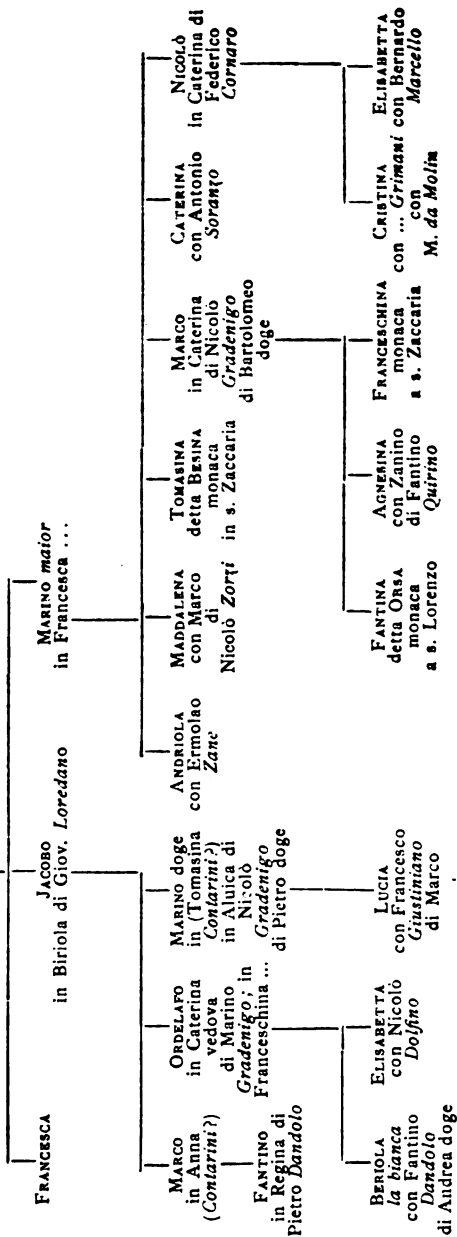 FRANCESCA
JACOBO
in Biriola di Giov. Loredano
MARINO maior
in Francesca ...
MARCO
in Anna
(Contarini?)
ORDELAFO
in Caterina
vedova
di Marino
Gradenigo; in
Franceschina ...
MARINO doge
in (Tomasina
Contarini?)
in Aluica di
Nicolò
Gradenigo
di Pietro doge
ANDRIOLA
con Ermolao
Zane
MADDALENA
con Marco
di
Nicolò Zorzi
TOMASINA
detta BESINA
monaca
in s. Zaccaria
MARCO
in Caterina
di Nicolò
Gradenigo
di Bartolomeo
doge
CATERINA
con Antonio
Soranzo
NICOLÒ
in Caterina di
Federico
Cornaro
FANTINO
in Regina di
Pietro Dandolo
BERIOLA
la bianca
con Fantino
Dandolo
di Andrea doge
ELISABETTA
con Nicolò
Dolfino
LUCIA
con Francesco
Giustiniano
di Marco
FANTINA
detta ORSA
monaca
a s. Lorenzo
AGNESINA
con Zanino
di Fantino
Quirino
FRANCESCHINA
monaca
a s. Zaccaria
CRISTINA
con ... Grimani
con
M. da Molin
ELISABETTA
con Bernardo
Marcello